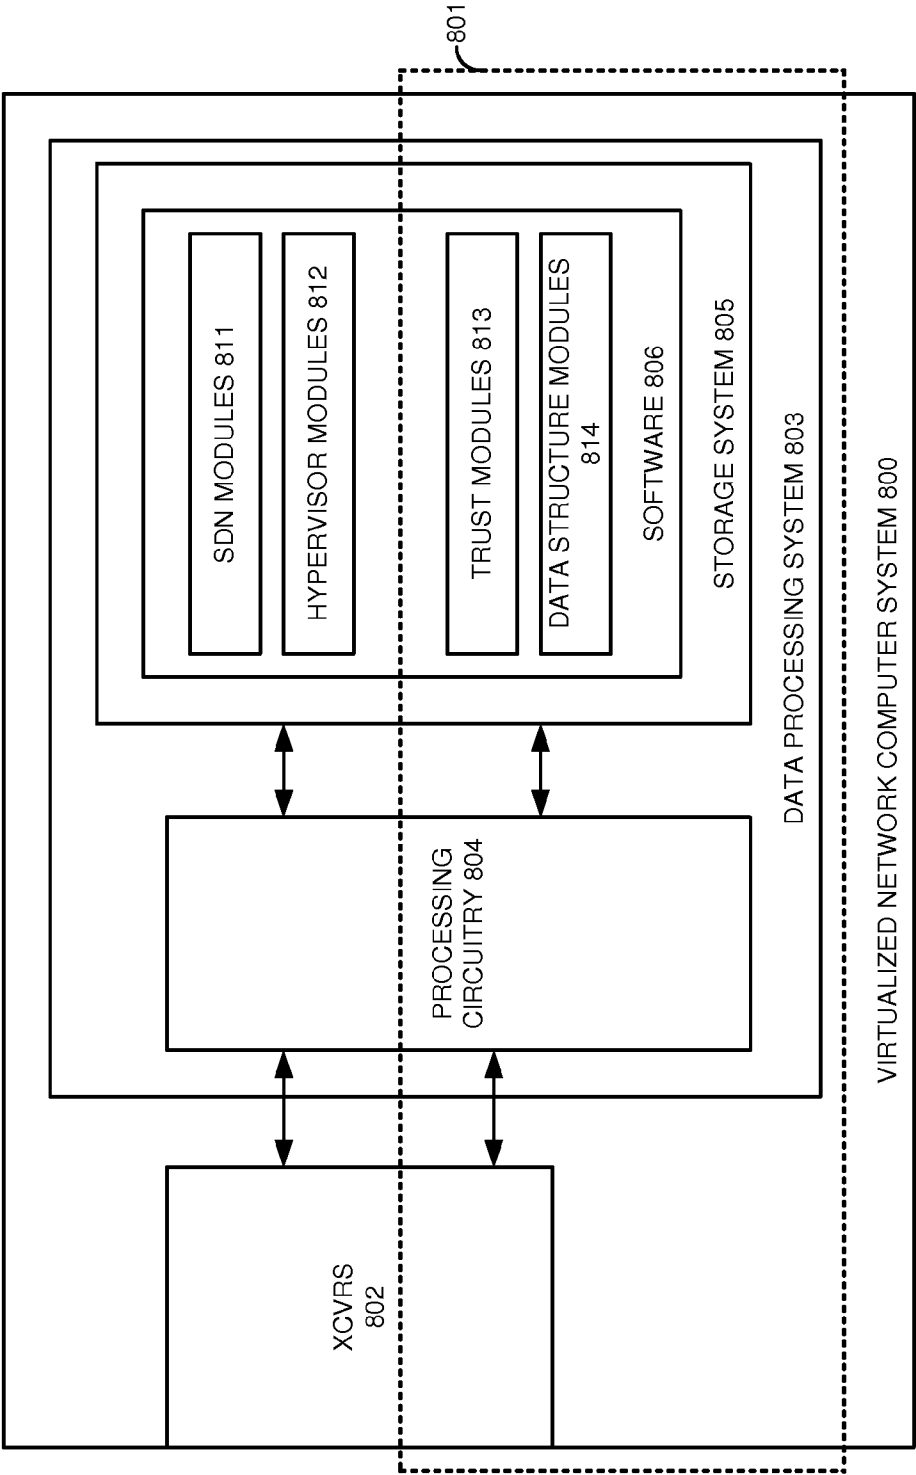 801
SDN MODULES 811
HYPERVISOR MODULES 812
TRUST MODULES 813
DATA STRUCTURE MODULES
814
SOFTWARE 806
STORAGE SYSTEM 805
PROCESSING
CIRCUITRY 804
DATA PROCESSING SYSTEM 803
XCVRS
802
VIRTUALIZED NETWORK COMPUTER SYSTEM 800